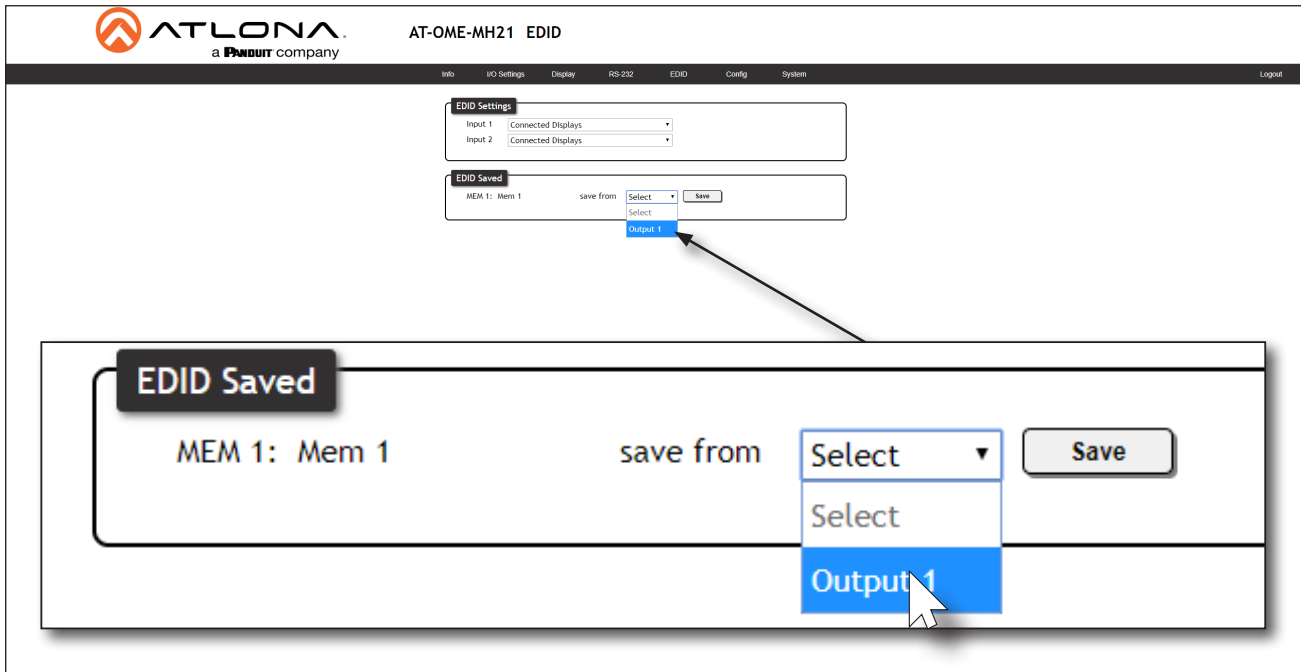 ATLONA.
a PANDUIT company
AT-OME-MH21 EDID
Info I/O Settings Display RS-232 EDID Config System Logout
EDID Settings
Input 1 Connected Displays
Input 2 Connected Displays
EDID Saved
MEM 1: Mem 1 save from Select Save
Select
Output 1
EDID Saved
MEM 1: Mem 1 save from Select Save
Select
Output 1